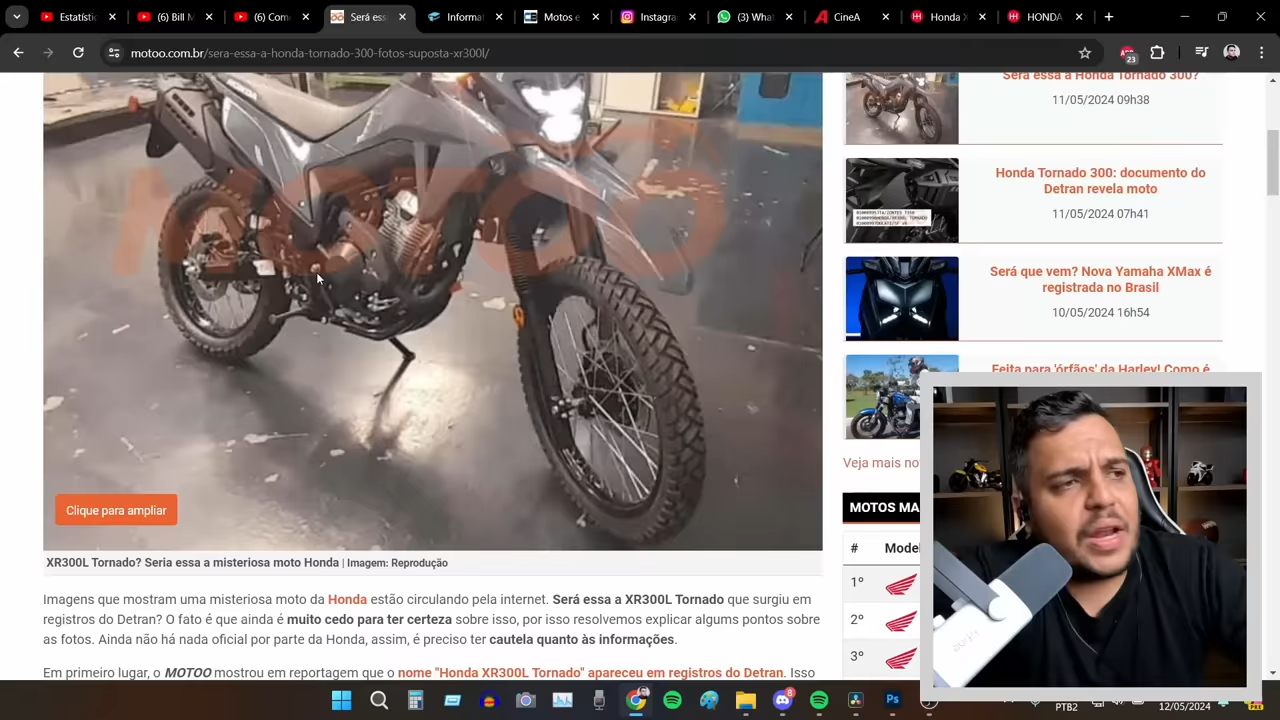 Estatístic
(6) Bill M
(6) Com
Será ess
Informat
Motos e
Instagra
(3) What
CineA
Honda X
HONDA
motoo.com.br/sera-essa-a-honda-tornado-300-fotos-suposta-xr300l/
23
MOTOO
Clique para ampliar
XR300L Tornado? Seria essa a misteriosa moto Honda | Imagem: Reprodução
Imagens que mostram uma misteriosa moto da Honda estão circulando pela internet. Será essa a XR300L Tornado que surgiu em
registros do Detran? O fato é que ainda é muito cedo para ter certeza sobre isso, por isso resolvemos explicar algums pontos sobre
as fotos. Ainda não há nada oficial por parte da Honda, assim, é preciso ter cautela quanto às informações.
Em primeiro lugar, o MOTOO mostrou em reportagem que o nome "Honda XR300L Tornado" apareceu em registros do Detran. Isso
Será essa a Honda Tornado 300?
11/05/2024 09h38
Honda Tornado 300: documento do
Detran revela moto
11/05/2024 07h41
Será que vem? Nova Yamaha XMax é
registrada no Brasil
10/05/2024 16h54
Feita para 'órfãos' da Harley! Como é
Veja mais no
MOTOS MA
# Model
1º
2º
3º
8
PTB2
12/05/2024